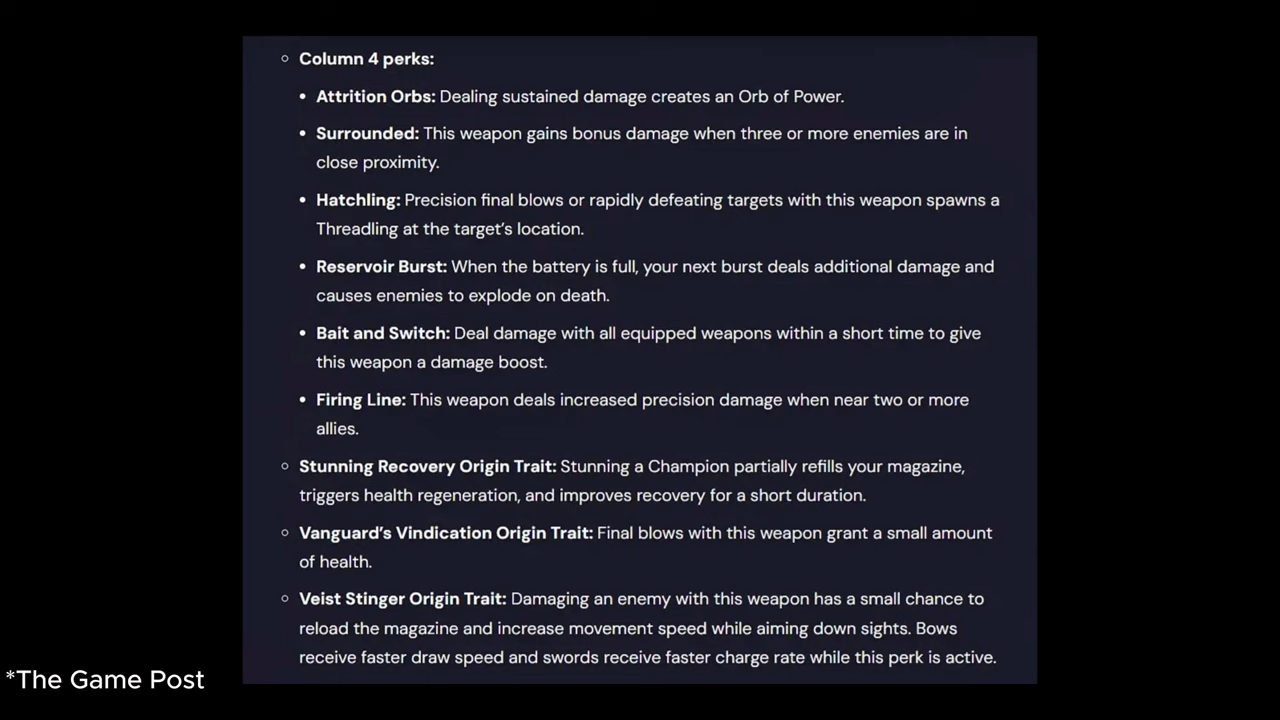 Column 4 perks:
Attrition Orbs: Dealing sustained damage creates an Orb of Power.
Surrounded: This weapon gains bonus damage when three or more enemies are in
close proximity.
Hatchling: Precision final blows or rapidly defeating targets with this weapon spawns a
Threadling at the target's location.
Reservoir Burst: When the battery is full, your next burst deals additional damage and
causes enemies to explode on death.
Bait and Switch: Deal damage with all equipped weapons within a short time to give
this weapon a damage boost.
Firing Line: This weapon deals increased precision damage when near two or more
allies.
Stunning Recovery Origin Trait: Stunning a Champion partially refills your magazine,
triggers health regeneration, and improves recovery for a short duration.
Vanguard's Vindication Origin Trait: Final blows with this weapon grant a small amount
of health.
Veist Stinger Origin Trait: Damaging an enemy with this weapon has a small chance to
reload the magazine and increase movement speed while aiming down sights. Bows
receive faster draw speed and swords receive faster charge rate while this perk is active.
*The Game Post